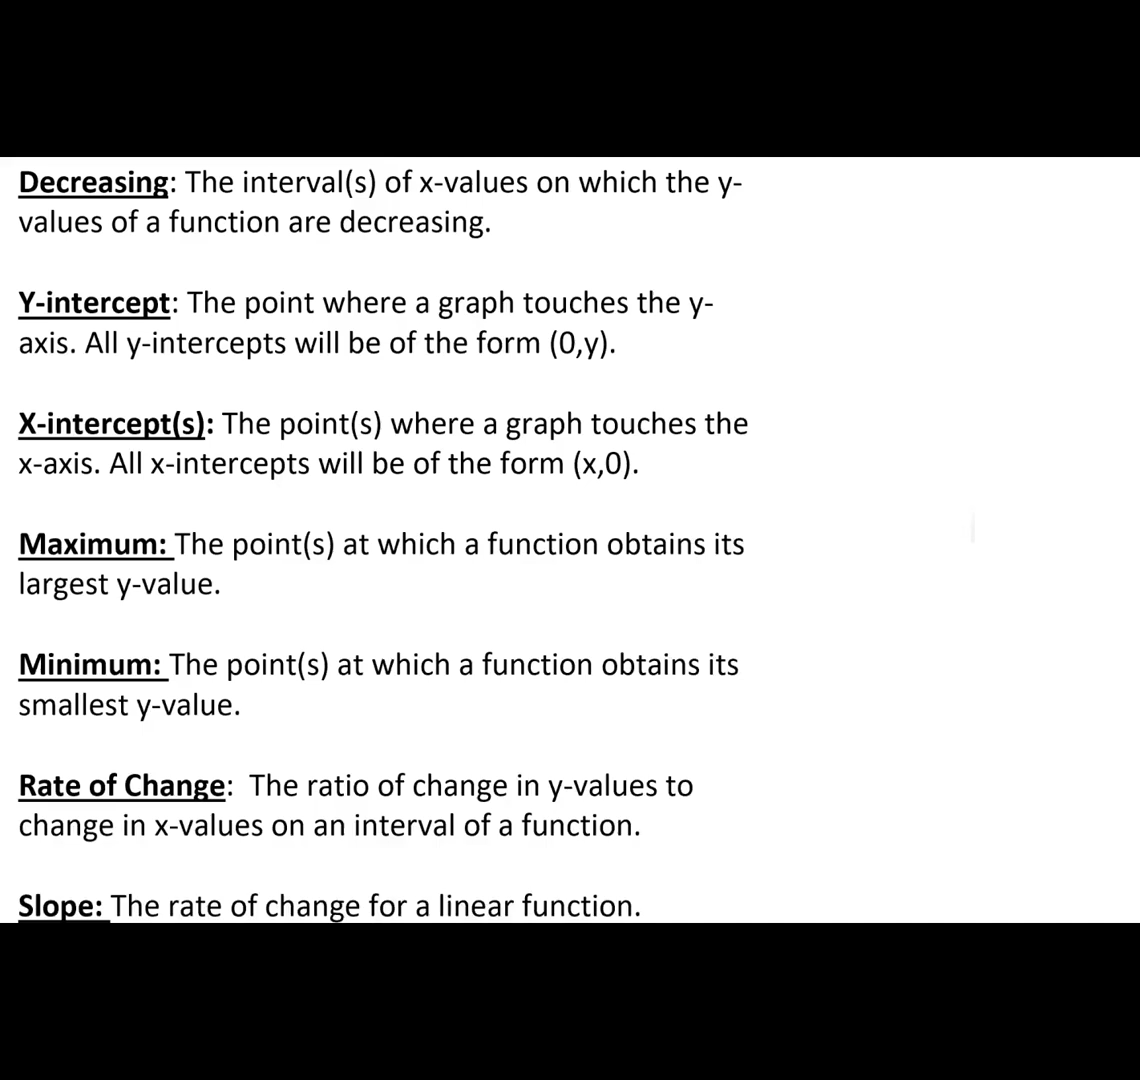 Decreasing: The interval(s) of x-values on which the y-
values of a function are decreasing.
Y-intercept: The point where a graph touches the y-
axis. All y-intercepts will be of the form (0,y).
X-intercept(s): The point(s) where a graph touches the
x-axis. All x-intercepts will be of the form (x,0).
Maximum: The point(s) at which a function obtains its
largest y-value.
Minimum: The point(s) at which a function obtains its
smallest y-value.
Rate of Change:  The ratio of change in y-values to
change in x-values on an interval of a function.
Slope: The rate of change for a linear function.